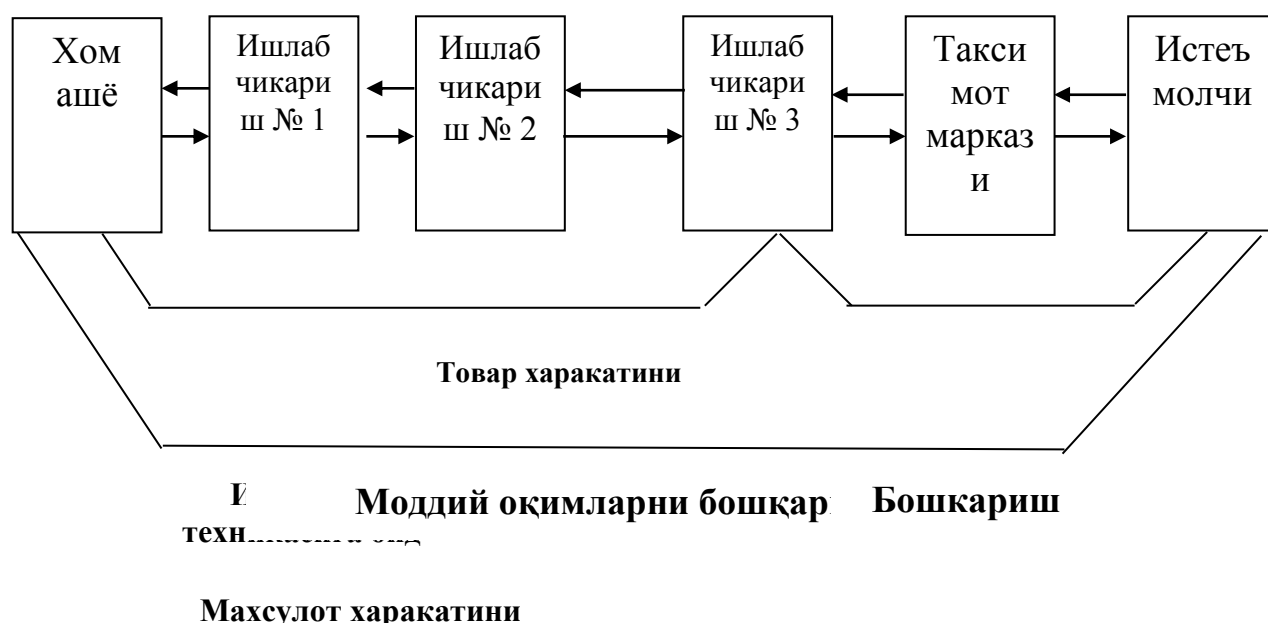 Хом
ашё
Ишлаб
чикари
ш № 1
Ишлаб
чикари
ш № 2
Ишлаб
чикари
ш № 3
Такси
мот
марказ
и
Истеъ
молчи
Товар харакатини
Моддий оқимларни бошқар
Бошкариш
Махсулот харакатини